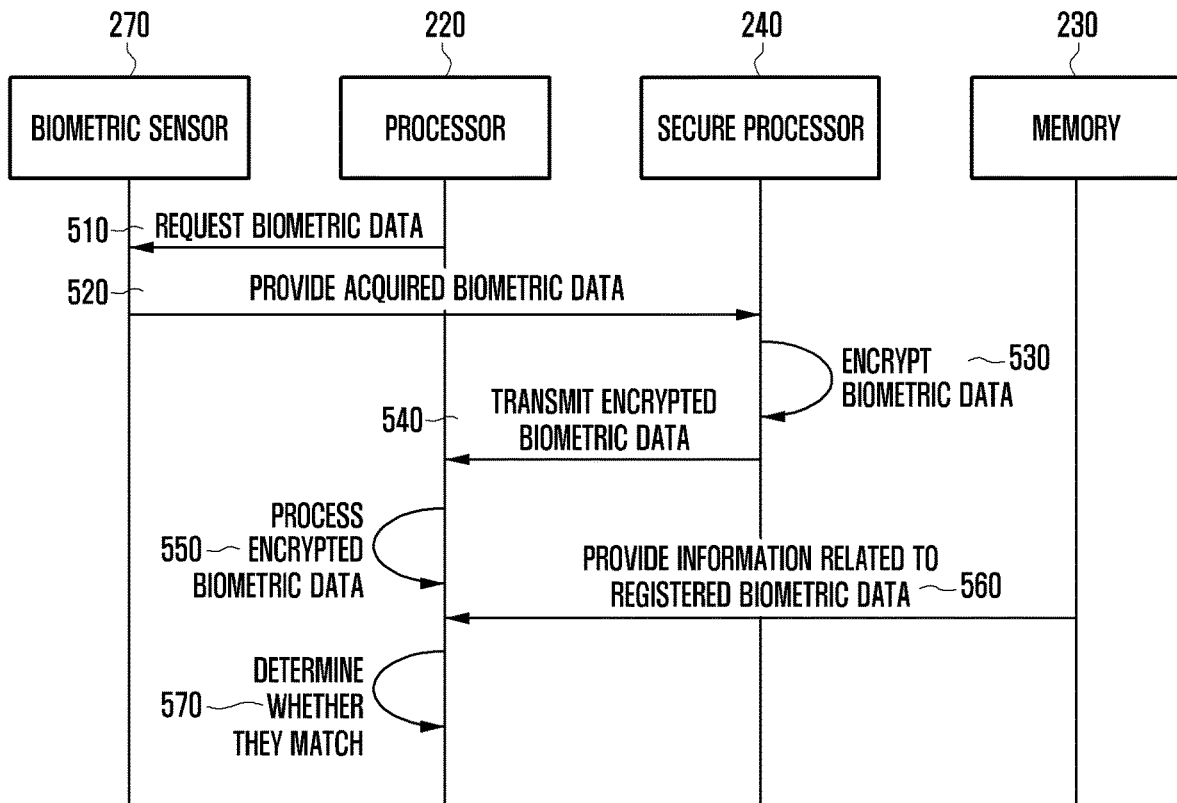 270
220
240
230
BIOMETRIC SENSOR
PROCESSOR
SECURE PROCESSOR
MEMORY
510
REQUEST BIOMETRIC DATA
520
PROVIDE ACQUIRED BIOMETRIC DATA
ENCRYPT
BIOMETRIC DATA
530
540
TRANSMIT ENCRYPTED
BIOMETRIC DATA
PROCESS
550
ENCRYPTED
BIOMETRIC DATA
PROVIDE INFORMATION RELATED TO
REGISTERED BIOMETRIC DATA
560
DETERMINE
570
WHETHER
THEY MATCH